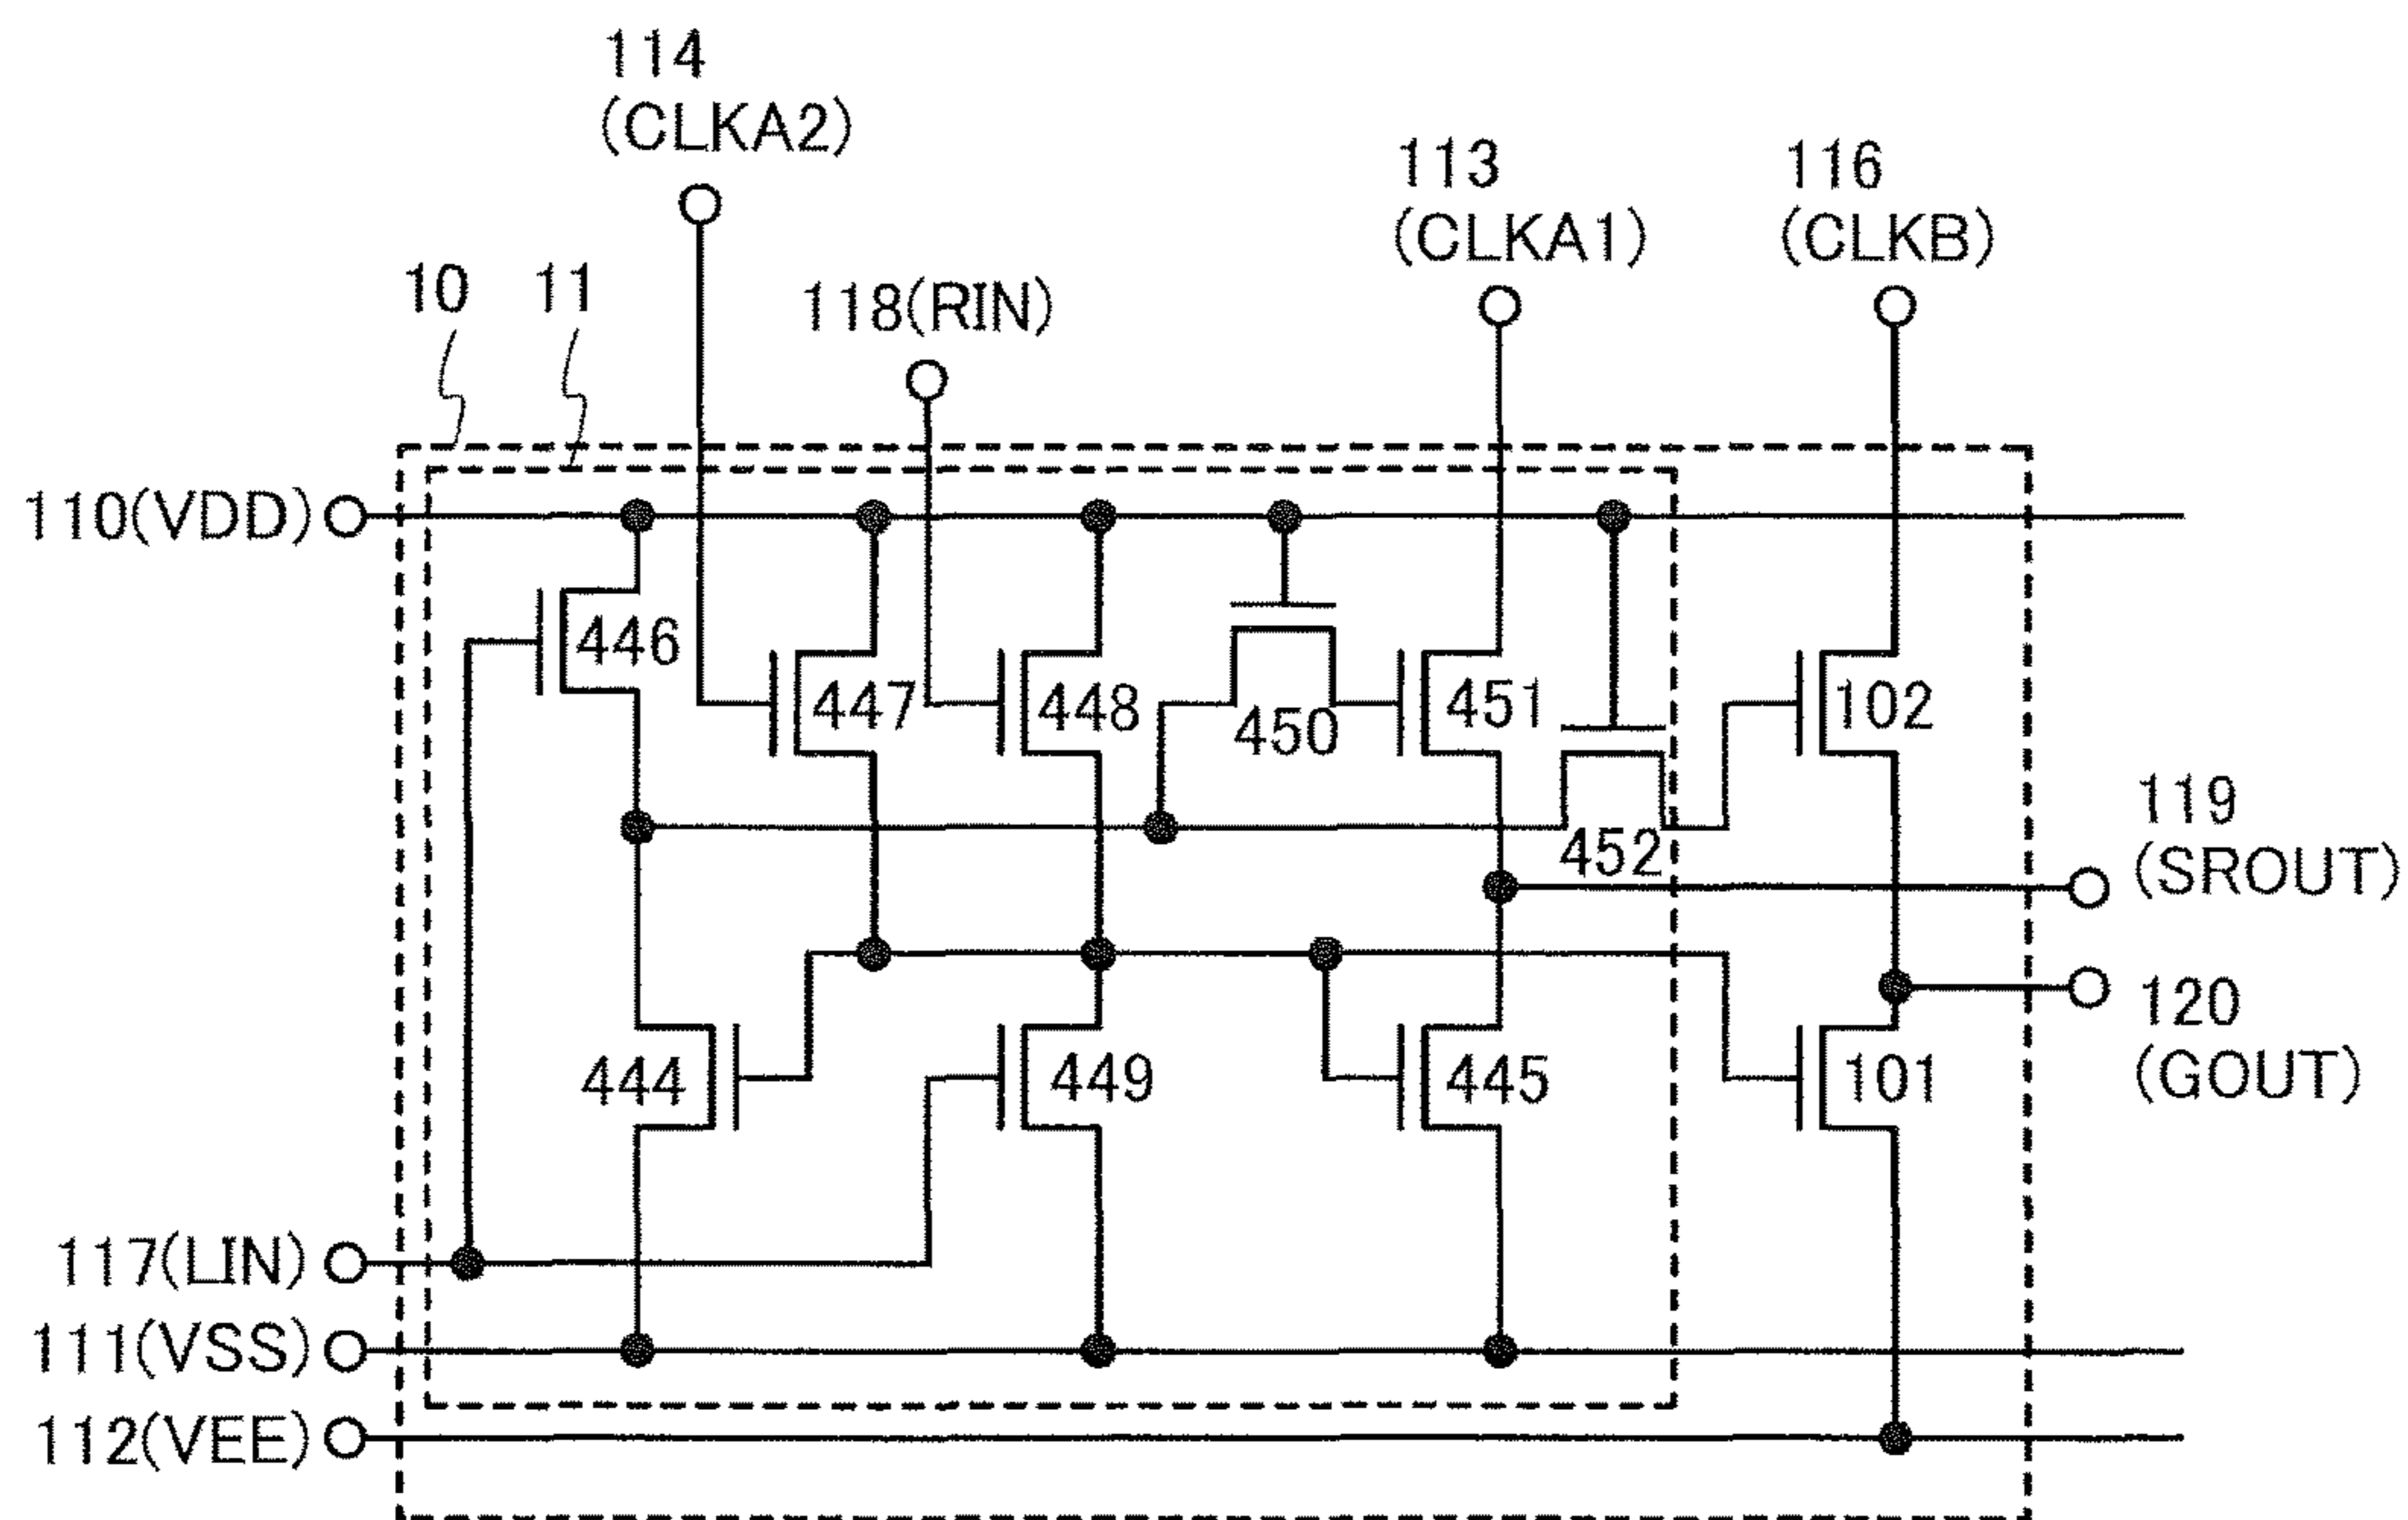 114
(CLKA2)
113
(CLKA1)
116
(CLKB)
10
11
118(RIN)
110(VDD)
446
447
448
450
451
102
452
119
(SROUT)
444
449
445
101
120
(GOUT)
117(LIN)
111(VSS)
112(VEE)